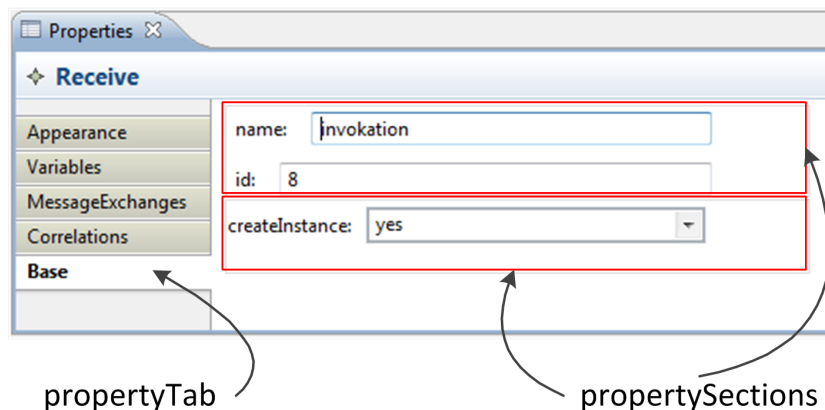 Properties
Receive
Appearance
Variables
MessageExchanges
Correlations
Base
name: invokation
id: 8
createInstance: yes
propertyTab
propertySections